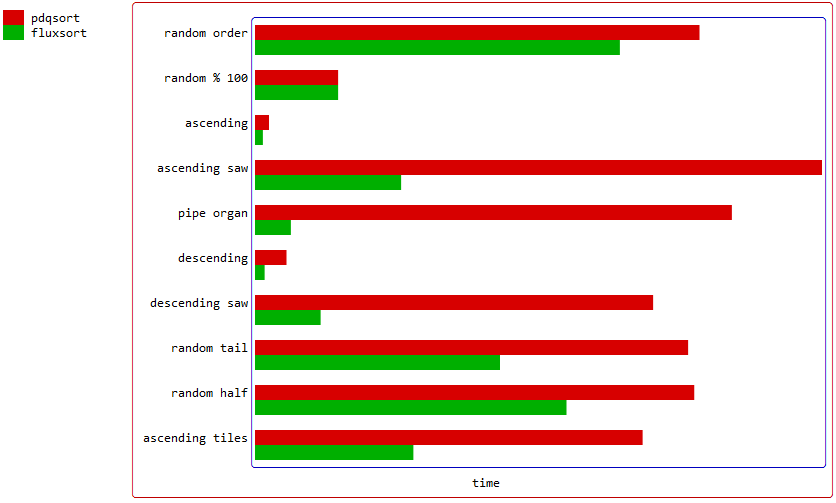 pdqsort
fluxsort
random order
random % 100
ascending
ascending saw
pipe organ
descending
descending saw
random tail
random half
ascending tiles
time